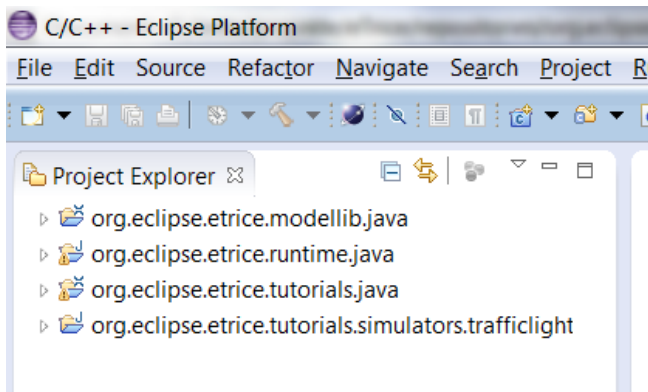 C/C++ - Eclipse Platform
File Edit Source Refactor Navigate Search Project R
Project Explorer
org.eclipse.etrice.modellib.java
org.eclipse.etrice.runtime.java
org.eclipse.etrice.tutorials.java
org.eclipse.etrice.tutorials.simulators.trafficlight